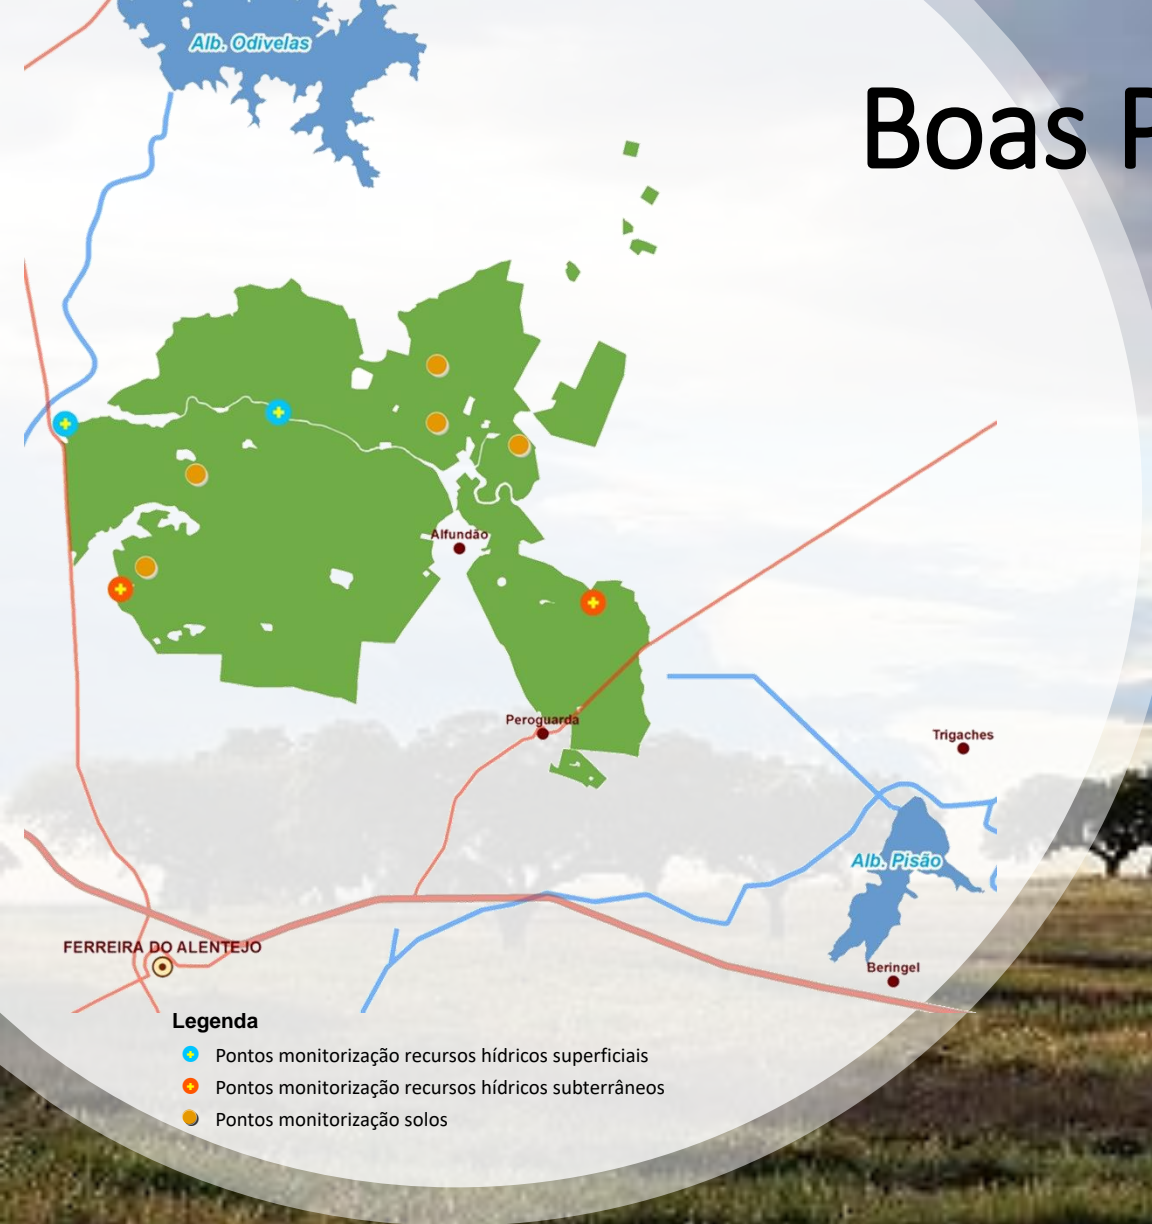 Alb. Odivelas
Boas P
Alfundão
Peroguarda
Trigaches
Alb. Pisão
FERREIRA DO ALENTEJO
Beringel
Legenda
Pontos monitorização recursos hídricos superficiais
Pontos monitorização recursos hídricos subterrâneos
Pontos monitorização solos